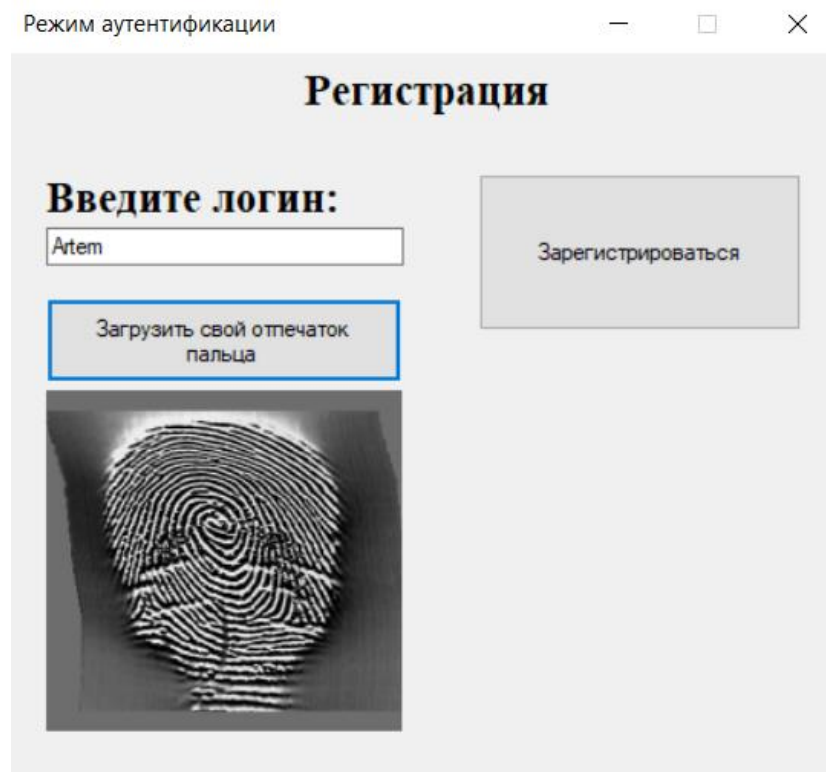 Режим аутентификации
Регистрация
Введите логин:
Artem
Зарегистрироваться
Загрузить свой отпечаток
пальца